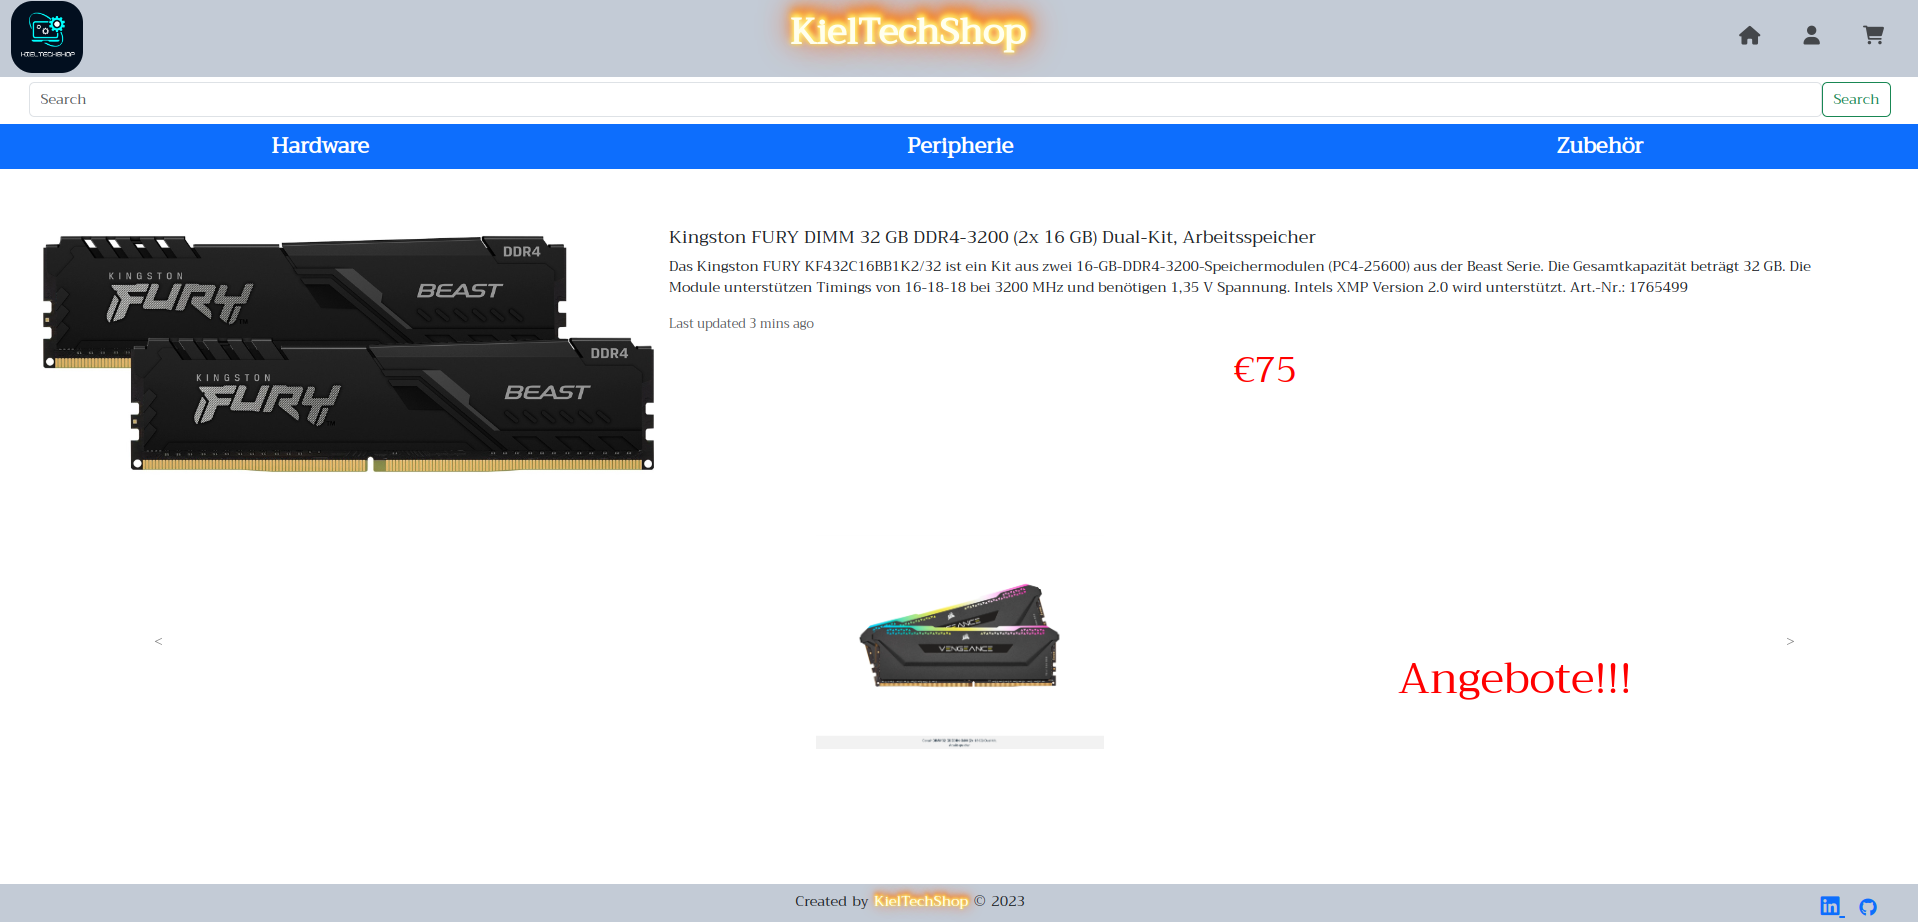 KIELTECHSHOP
KielTechShop
Search
Search
Hardware
Peripherie
Zubehör
KINGSTON
FURY
BEAST
DDR4
KINGSTON
FURY
BEAST
DDR4
Kingston FURY DIMM 32 GB DDR4-3200 (2x 16 GB) Dual-Kit, Arbeitsspeicher
Das Kingston FURY KF432C16BB1K2/32 ist ein Kit aus zwei 16-GB-DDR4-3200-Speichermodulen (PC4-25600) aus der Beast Serie. Die Gesamtkapazität beträgt 32 GB. Die
Module unterstützen Timings von 16-18-18 bei 3200 MHz und benötigen 1,35 V Spannung. Intels XMP Version 2.0 wird unterstützt. Art.-Nr.: 1765499
Last updated 3 mins ago
€75
<
VENGEANCE
>
Angebote!!!
Created by KielTechShop © 2023